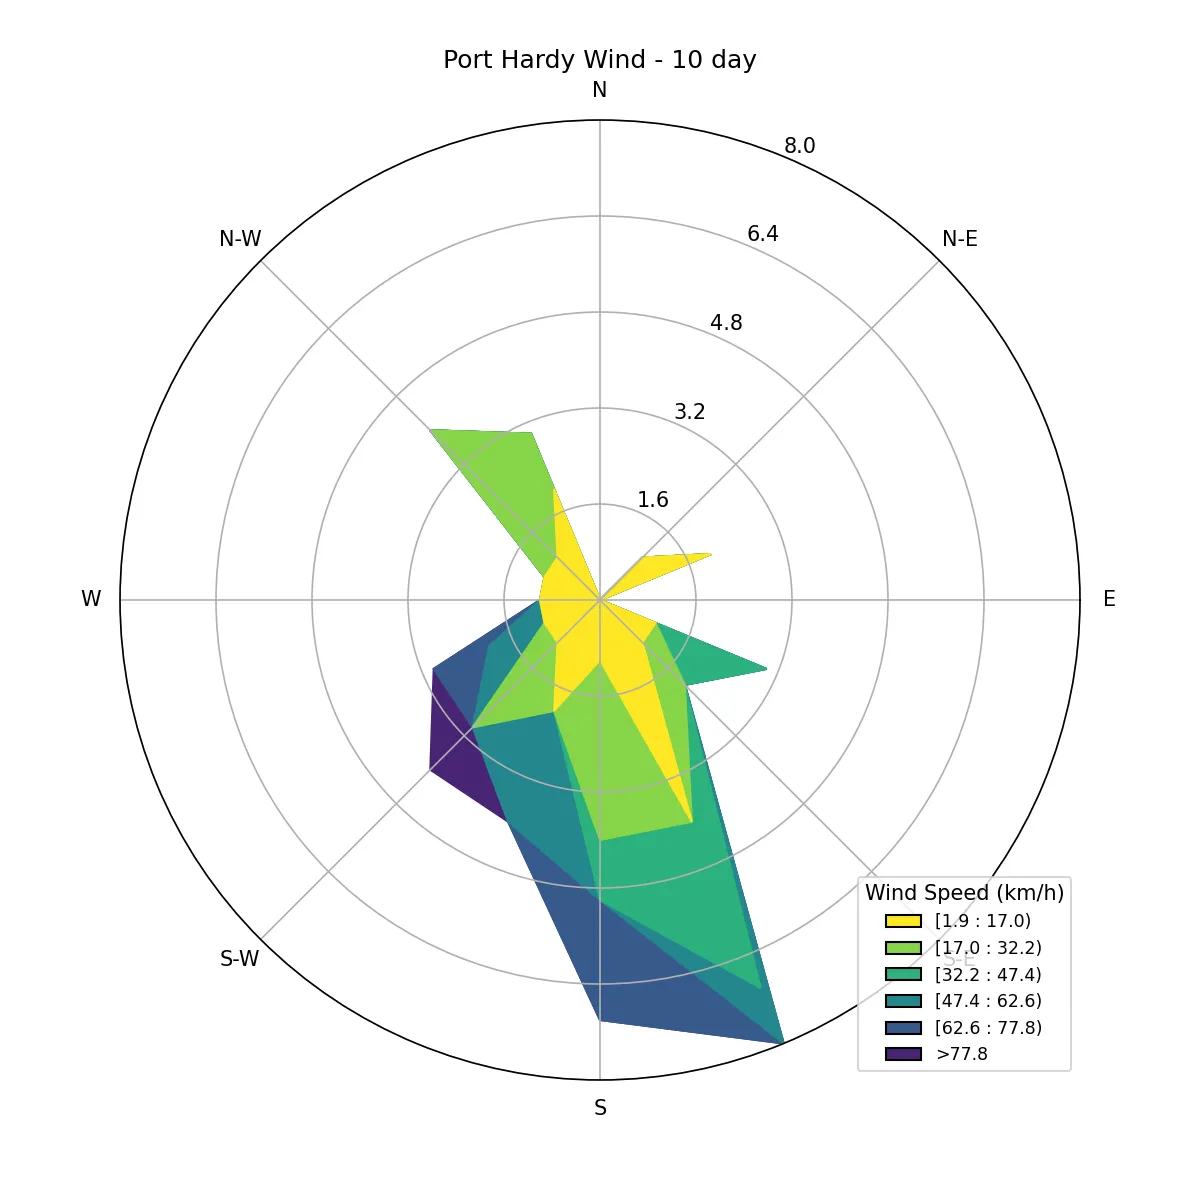 Port Hardy Wind - 10 day
N
8.0
N-W
6.4
N-E
4.8
3.2
1.6
W
E
S-W
S-E
S
Wind Speed (km/h)
[1.9 : 17.0)
[17.0 : 32.2)
[32.2 : 47.4)
[47.4 : 62.6)
[62.6 : 77.8)
>77.8